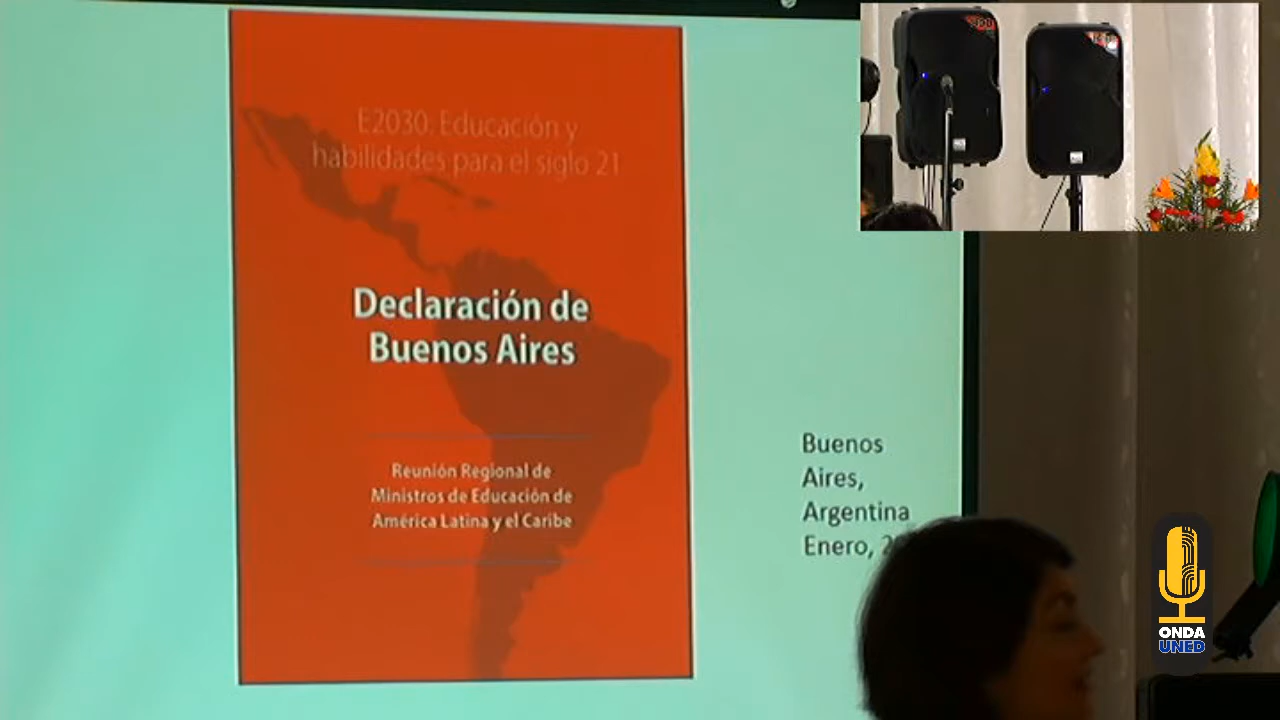 E2030. Educación y
habilidades para el siglo 21
Declaración de
Buenos Aires
Reunión Regional de
Ministros de Educación de
América Latina y el Caribe
Buenos
Aires,
Argentina
Enero,
ONDA
UNED